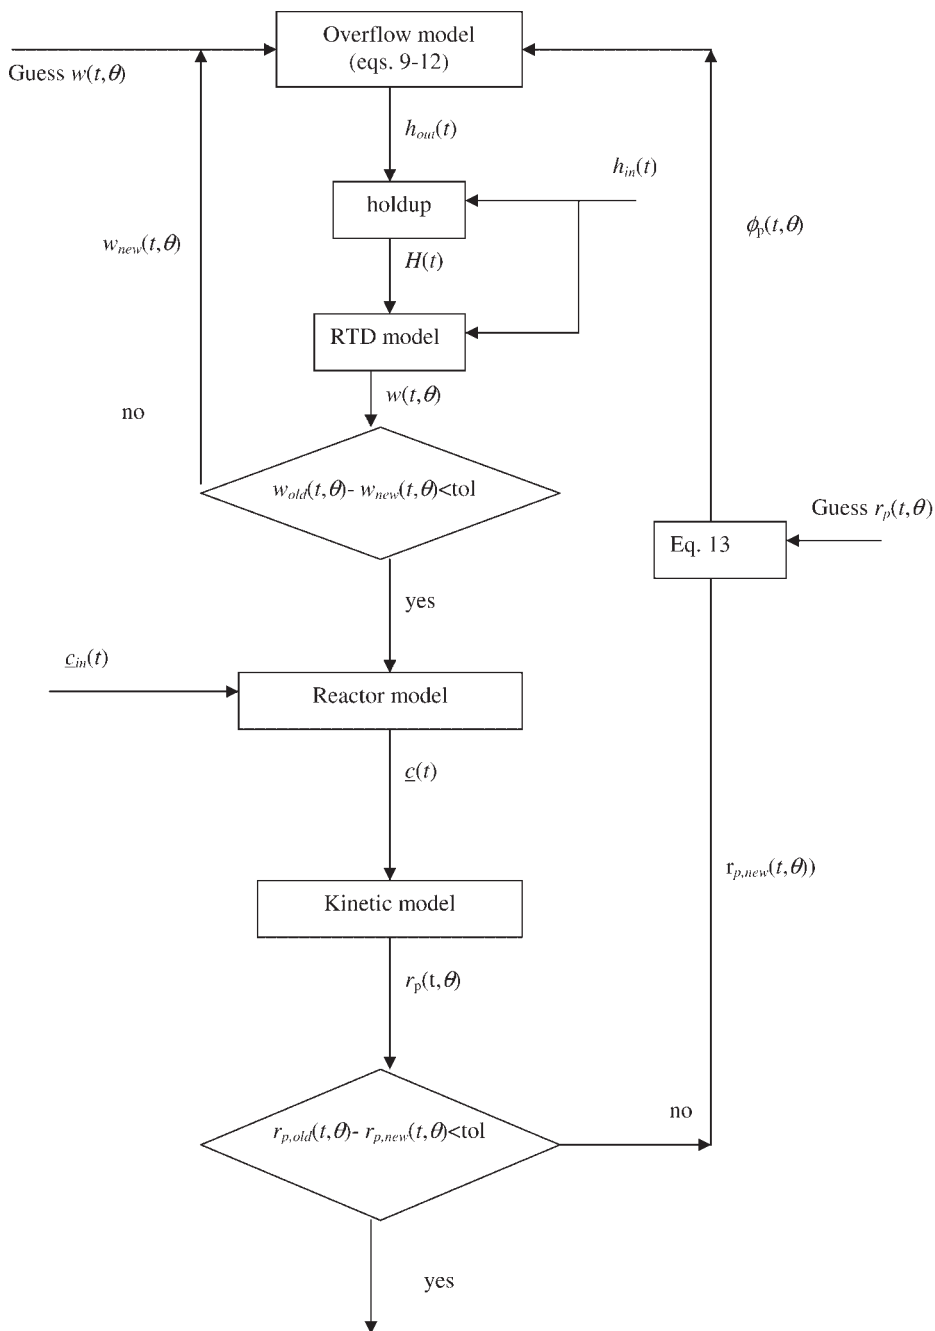 Overflow model
(eqs. 9-12)
Guess w(t,θ)
h_out(t)
h_in(t)
holdup
w_new(t,θ)
ϕ_p(t,θ)
H(t)
RTD model
w(t,θ)
no
w_old(t,θ)- w_new(t,θ)<tol
Guess r_p(t,θ)
Eq. 13
yes
c_in(t)
Reactor model
c(t)
r_p,new(t,θ))
Kinetic model
r_p(t,θ)
no
r_p,old(t,θ)- r_p,new(t,θ)<tol
yes